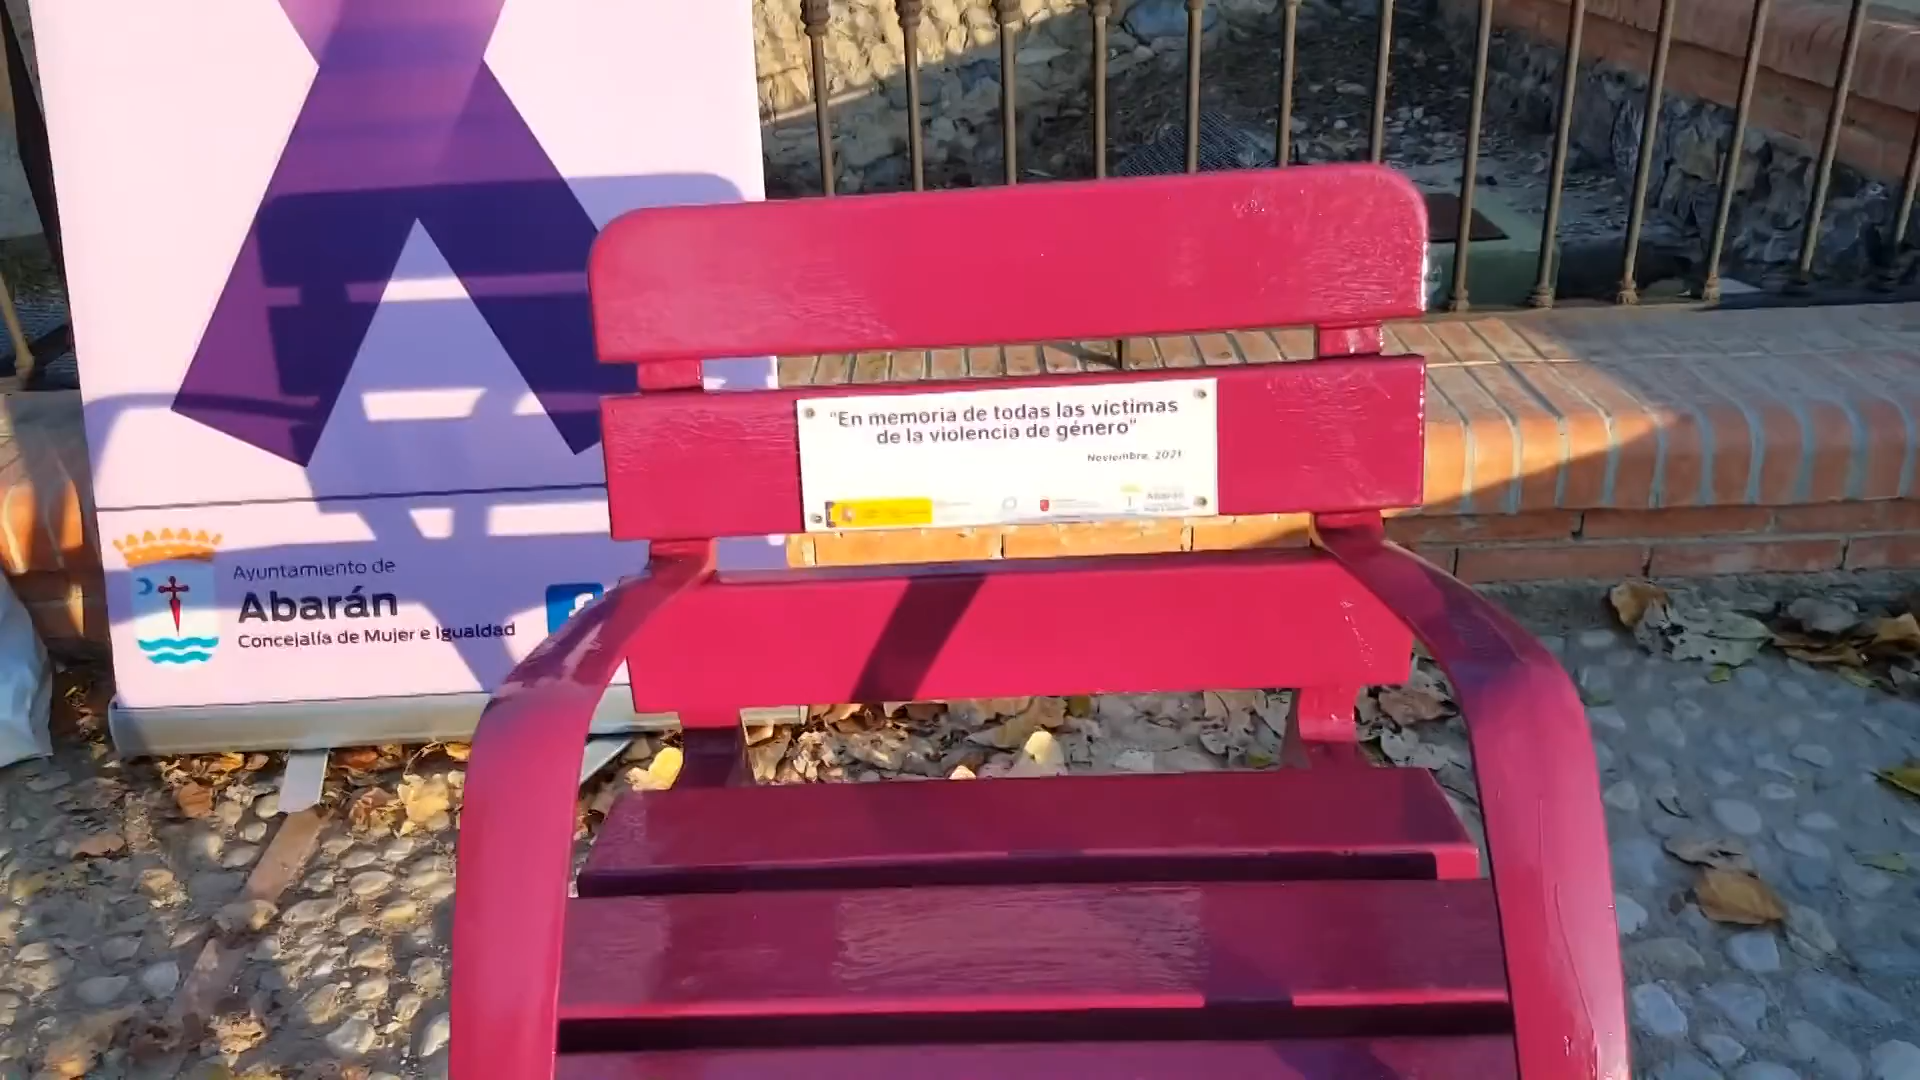 "En memoria de todas las víctimas
de la violencia de género"
Noviembre, 2021
Abarán
Ayuntamiento de
Abarán
Concejalía de Mujer e Igualdad
f